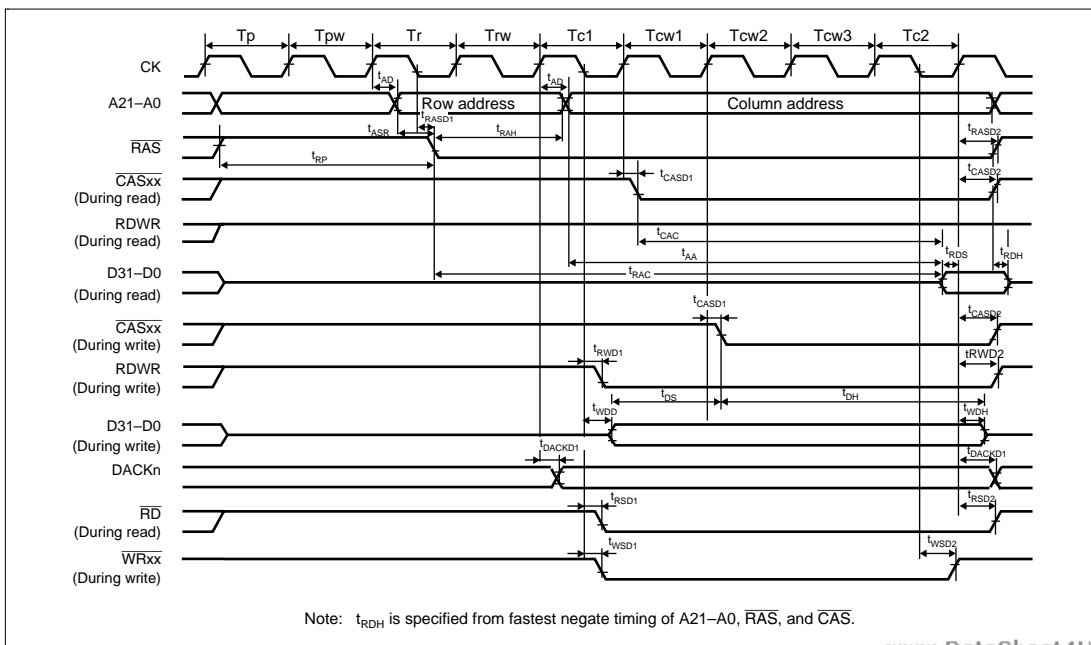 Tp Tpw Tr Trw Tc1 Tcw1 Tcw2 Tcw3 Tc2
CK
tAD tAD
A21–A0 Row address Column address
tRASD1
tASR tRAH tRASD2
RAS
tRP
CASxx tCASD1 tCASD2
(During read)
RDWR
(During read) tCAC
tAA tRDS tRDH
D31–D0 tRAC
(During read)
tCASD1
CASxx tCASD2
(During write)
RDWR tRWD1 tRWD2
(During write)
tDS tDH
D31–D0 tWDD tWDH
(During write)
DACKn tDACKD1 tDACKD1
RD tRSD1 tRSD2
(During read)
WRxx tWSD1 tWSD2
(During write)
Note: tRDH is specified from fastest negate timing of A21–A0, RAS, and CAS.